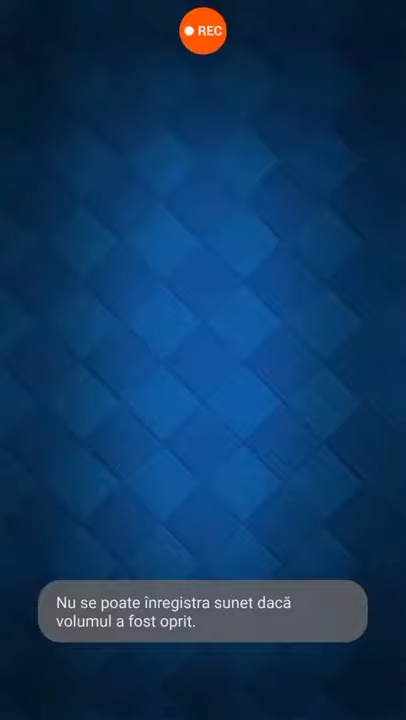 REC
Nu se poate înregistra sunet dacă
volumul a fost oprit.